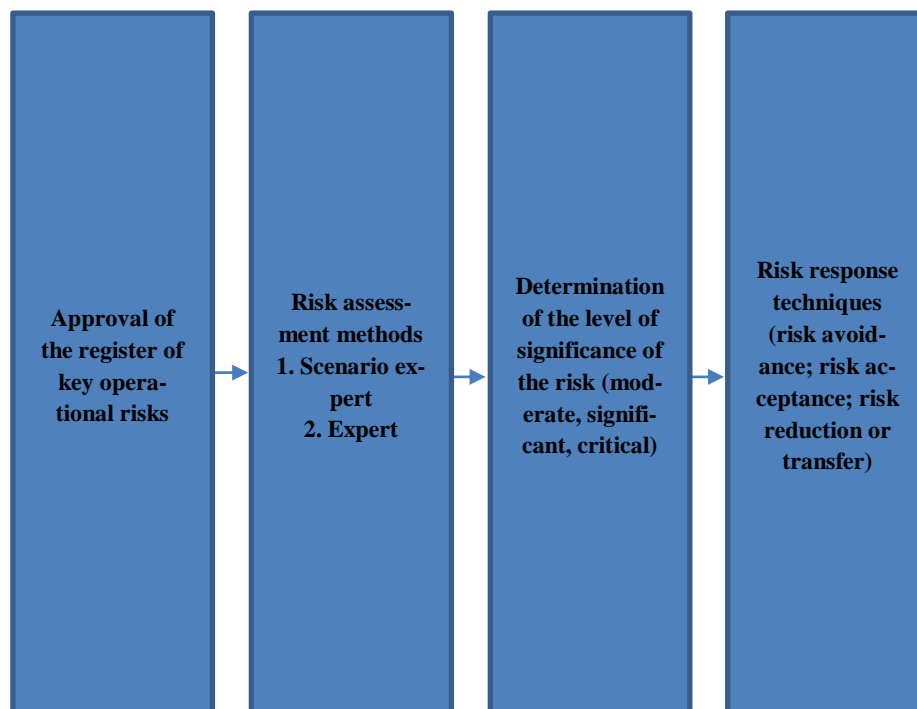 Approval of
the register of
key opera-
tional risks
Risk assess-
ment methods
1. Scenario ex-
pert
2. Expert
Determination
of the level of
significance of
the risk (mod-
erate, signifi-
cant, critical)
Risk response
techniques
(risk avoid-
ance; risk ac-
ceptance; risk
reduction or
transfer)